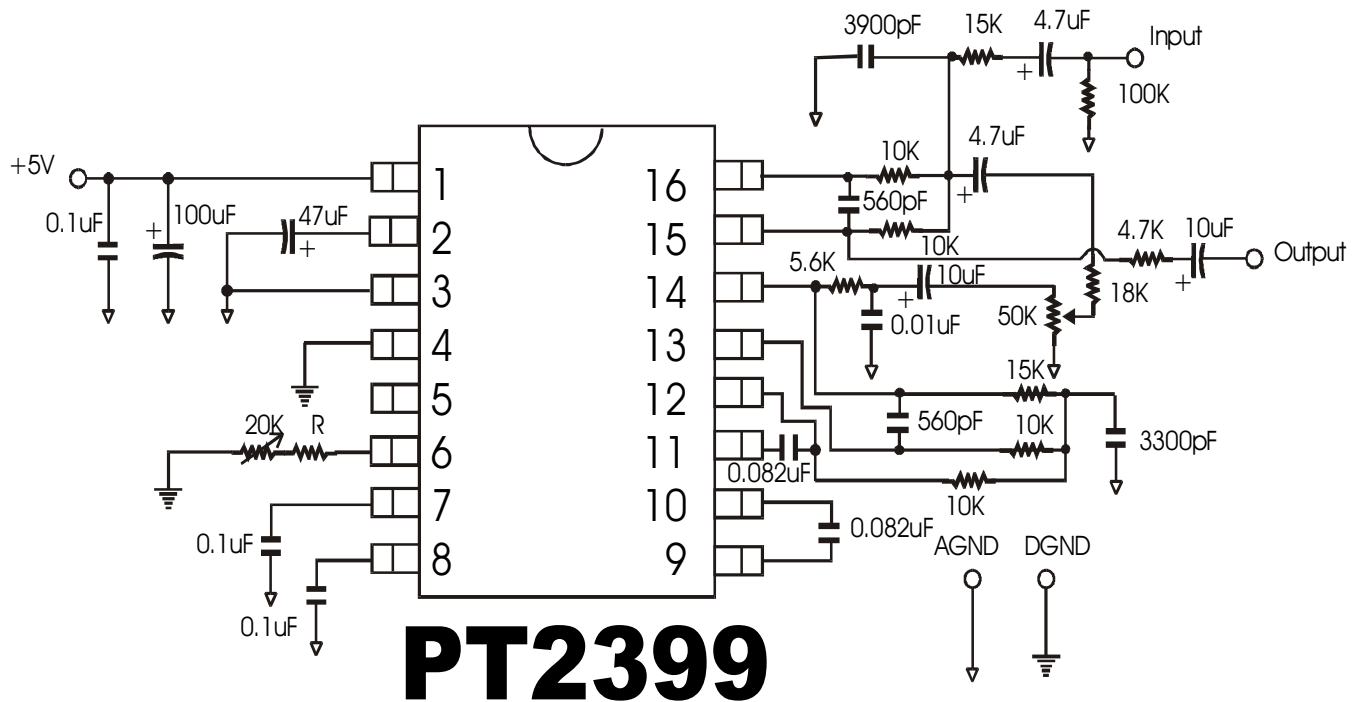 3900pF
15K
4.7uF
Input
100K
+5V
0.1uF
+
100uF
47uF
+
1
2
3
4
5
6
7
8
16
15
14
13
12
11
10
9
10K
560pF
10K
+
4.7uF
+
4.7K
10uF
+
Output
5.6K
10uF
+
0.01uF
50K
18K
15K
560pF
10K
3300pF
0.082uF
10K
0.082uF
20K
R
0.1uF
0.1uF
AGND
DGND
PT2399